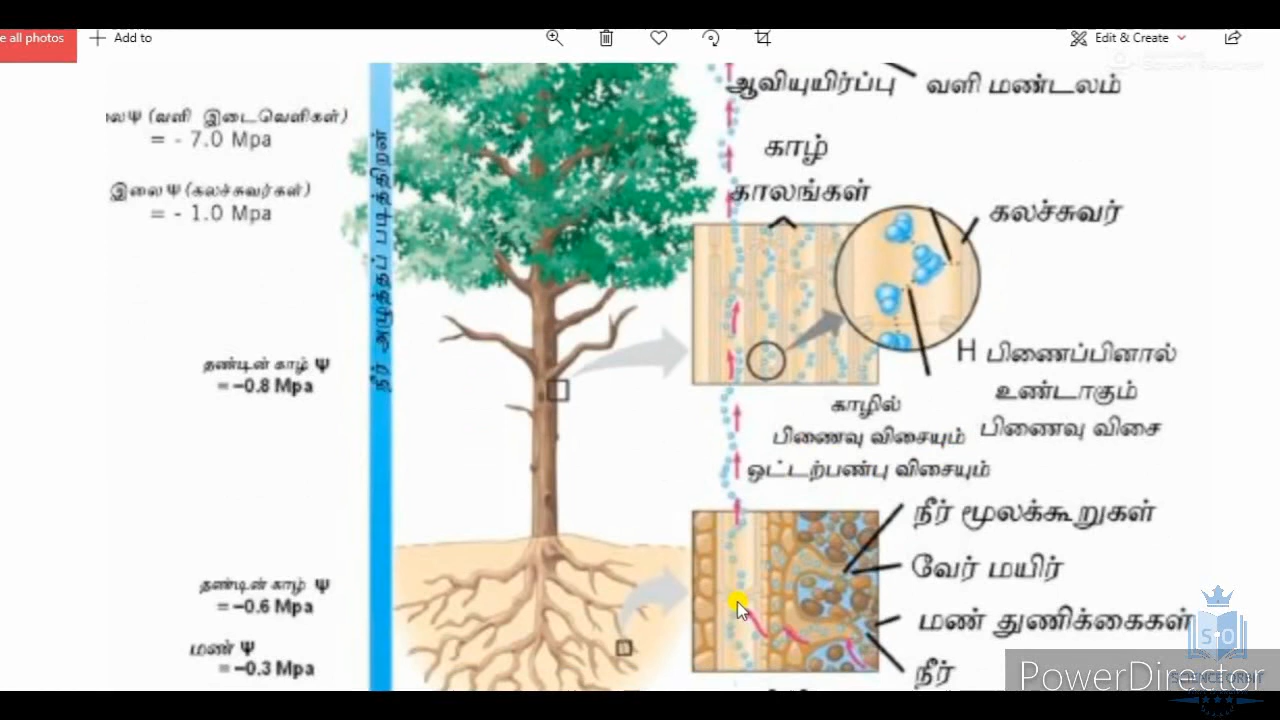 e all photos
Add to
Edit & Create
ஆவியுயிர்ப்பு
வளி மண்டலம்
லைΨ (வளி இடைவெளிகள்)
= - 7.0 Mpa
காழ்
காலங்கள்
இலை Ψ (கலச்சுவர்கள்)
= - 1.0 Mpa
கலச்சுவர்
நீர் அழுத்தப் படித்திறன்
H பிணைப்பினால்
உண்டாகும்
பிணைவு விசை
தண்டின் காழ் Ψ
= −0.8 Mpa
காழில்
பிணைவு விசையும்
ஒட்டற்பண்பு விசையும்
நீர் மூலக்கூறுகள்
வேர் மயிர்
தண்டின் காழ் Ψ
= −0.6 Mpa
மண் துணிக்கைகள்
மண் Ψ
= −0.3 Mpa
நீர்
S-O
SCIENCE ORBIT
PowerDirector